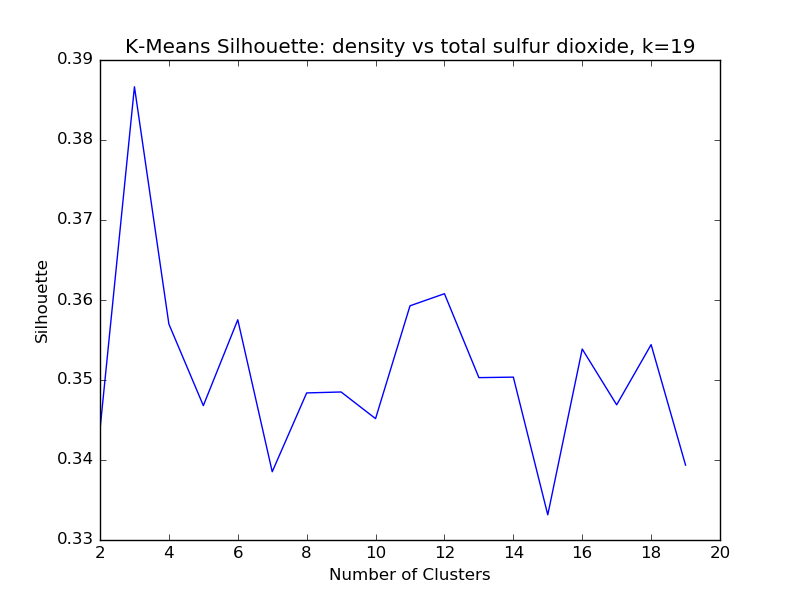 K-Means Silhouette: density vs total sulfur dioxide, k=19
0.39
0.38
0.37
0.36
0.35
0.34
0.33
Silhouette
2 4 6 8 10 12 14 16 18 20
Number of Clusters